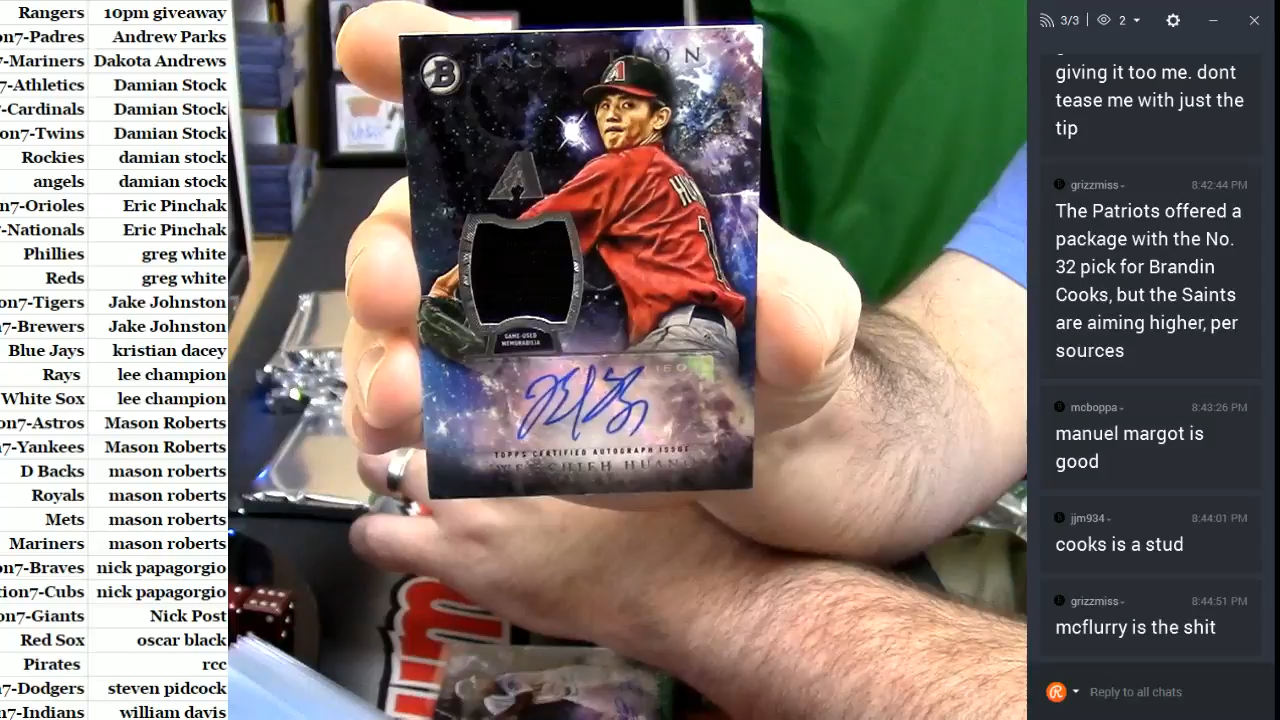 Rangers 10pm giveaway
on7-Padres Andrew Parks
7-Mariners Dakota Andrews
7-Athletics Damian Stock
7-Cardinals Damian Stock
on7-Twins Damian Stock
Rockies damian stock
angels damian stock
on7-Orioles Eric Pinchak
7-Nationals Eric Pinchak
Phillies greg white
Reds greg white
on7-Tigers Jake Johnston
7-Brewers Jake Johnston
Blue Jays kristian dacey
Rays lee champion
White Sox lee champion
on7-Astros Mason Roberts
7-Yankees Mason Roberts
D Backs mason roberts
Royals mason roberts
Mets mason roberts
Mariners mason roberts
on7-Braves nick papagorgio
tion7-Cubs nick papagorgio
on7-Giants Nick Post
Red Sox oscar black
Pirates rcc
n7-Dodgers steven pidcock
n7-Indians william davis
B INCEPTION
A
A
GAME-USED
MEMORABILIA
TOPPS CERTIFIED AUTOGRAPH ISSUE
WEI-CHIEH HUANG
3/3
2
giving it too me. dont
tease me with just the
tip
grizzmiss 8:42:44 PM
The Patriots offered a
package with the No.
32 pick for Brandin
Cooks, but the Saints
are aiming higher, per
sources
mcboppa 8:43:26 PM
manuel margot is
good
jjm934 8:44:01 PM
cooks is a stud
grizzmiss 8:44:51 PM
mcflurry is the shit
Reply to all chats